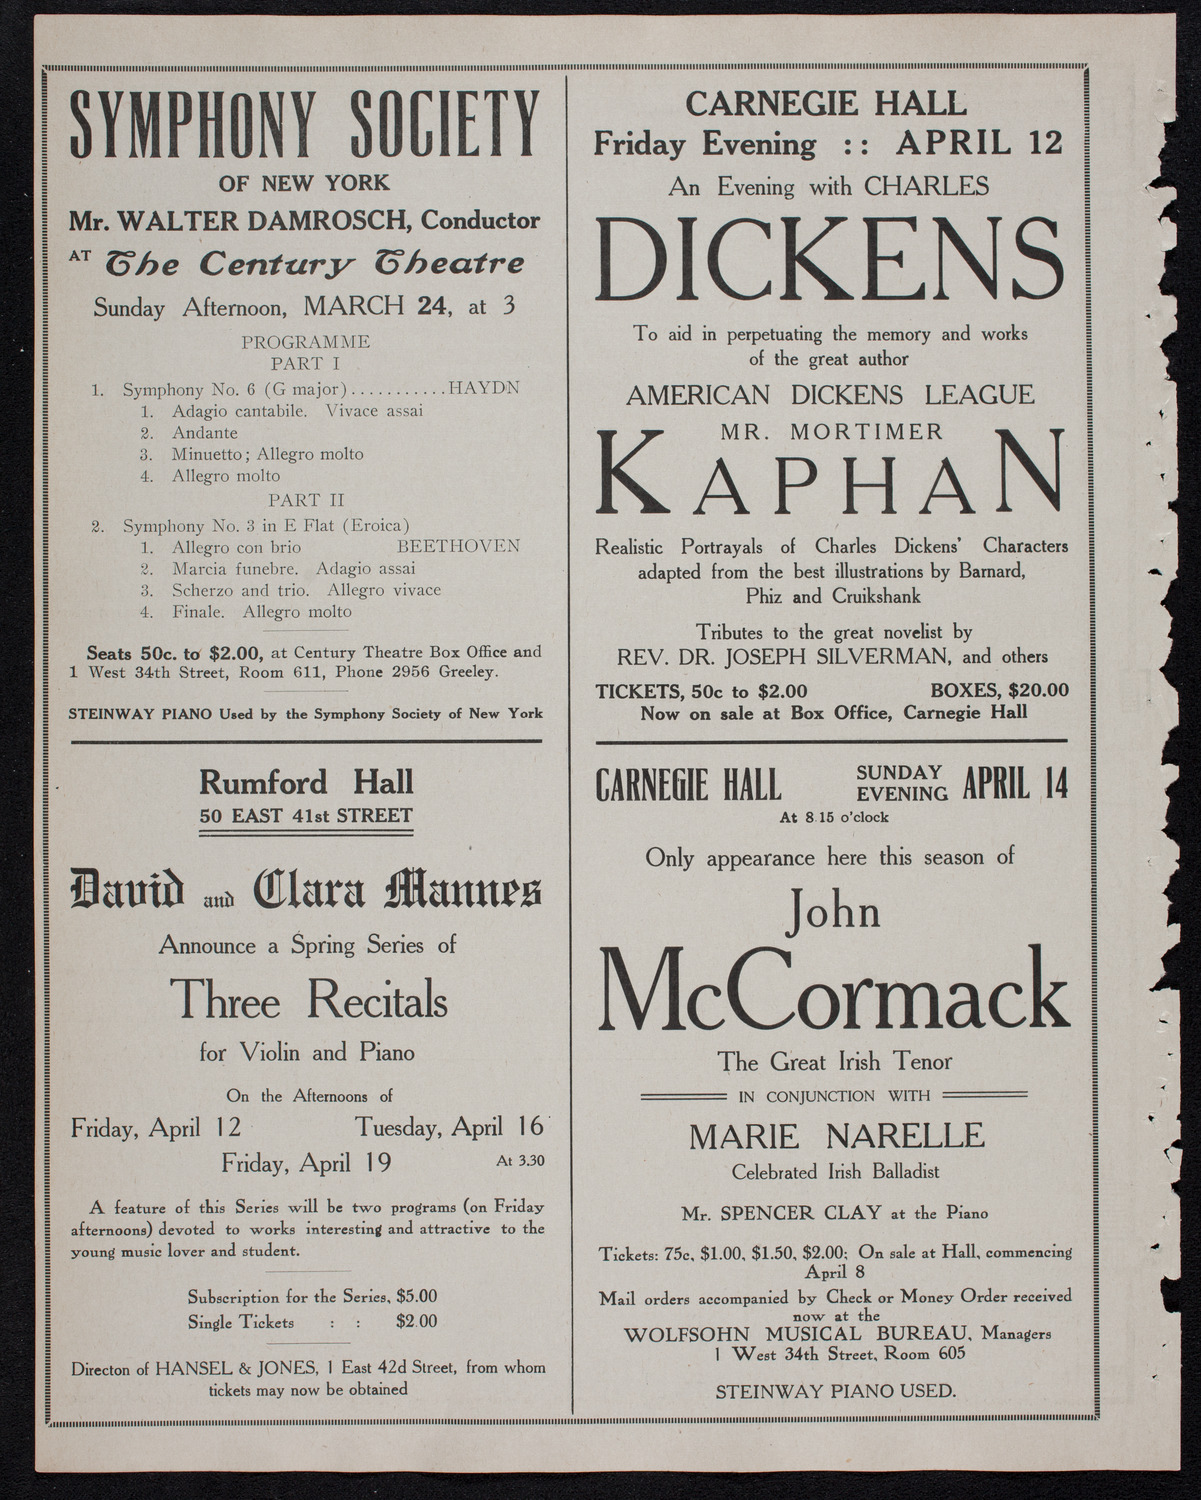 SYMPHONY SOCIETY
OF NEW YORK
Mr. WALTER DAMROSCH, Conductor
AT The Century Theatre
Sunday Afternoon, MARCH 24, at 3
PROGRAMME
PART I
1. Symphony No. 6 (G major)...........HAYDN
1. Adagio cantabile. Vivace assai
2. Andante
3. Minuetto; Allegro molto
4. Allegro molto
PART II
2. Symphony No. 3 in E Flat (Eroica)
1. Allegro con brio BEETHOVEN
2. Marcia funebre. Adagio assai
3. Scherzo and trio. Allegro vivace
4. Finale. Allegro molto
Seats 50c. to $2.00, at Century Theatre Box Office and
1 West 34th Street, Room 611, Phone 2956 Greeley.
STEINWAY PIANO Used by the Symphony Society of New York
Rumford Hall
50 EAST 41st STREET
David and Clara Mannes
Announce a Spring Series of
Three Recitals
for Violin and Piano
On the Afternoons of
Friday, April 12 Tuesday, April 16
Friday, April 19 At 3.30
A feature of this Series will be two programs (on Friday
afternoons) devoted to works interesting and attractive to the
young music lover and student.
Subscription for the Series, $5.00
Single Tickets : : $2.00
Directon of HANSEL & JONES, 1 East 42d Street, from whom
tickets may now be obtained
CARNEGIE HALL
Friday Evening :: APRIL 12
An Evening with CHARLES
DICKENS
To aid in perpetuating the memory and works
of the great author
AMERICAN DICKENS LEAGUE
MR. MORTIMER
KAPHAN
Realistic Portrayals of Charles Dickens' Characters
adapted from the best illustrations by Barnard,
Phiz and Cruikshank
Tributes to the great novelist by
REV. DR. JOSEPH SILVERMAN, and others
TICKETS, 50c to $2.00 BOXES, $20.00
Now on sale at Box Office, Carnegie Hall
CARNEGIE HALL SUNDAY EVENING APRIL 14
At 8.15 o'clock
Only appearance here this season of
John
McCormack
The Great Irish Tenor
IN CONJUNCTION WITH
MARIE NARELLE
Celebrated Irish Balladist
Mr. SPENCER CLAY at the Piano
Tickets: 75c, $1.00, $1.50, $2.00; On sale at Hall, commencing
April 8
Mail orders accompanied by Check or Money Order received
now at the
WOLFSOHN MUSICAL BUREAU, Managers
1 West 34th Street, Room 605
STEINWAY PIANO USED.